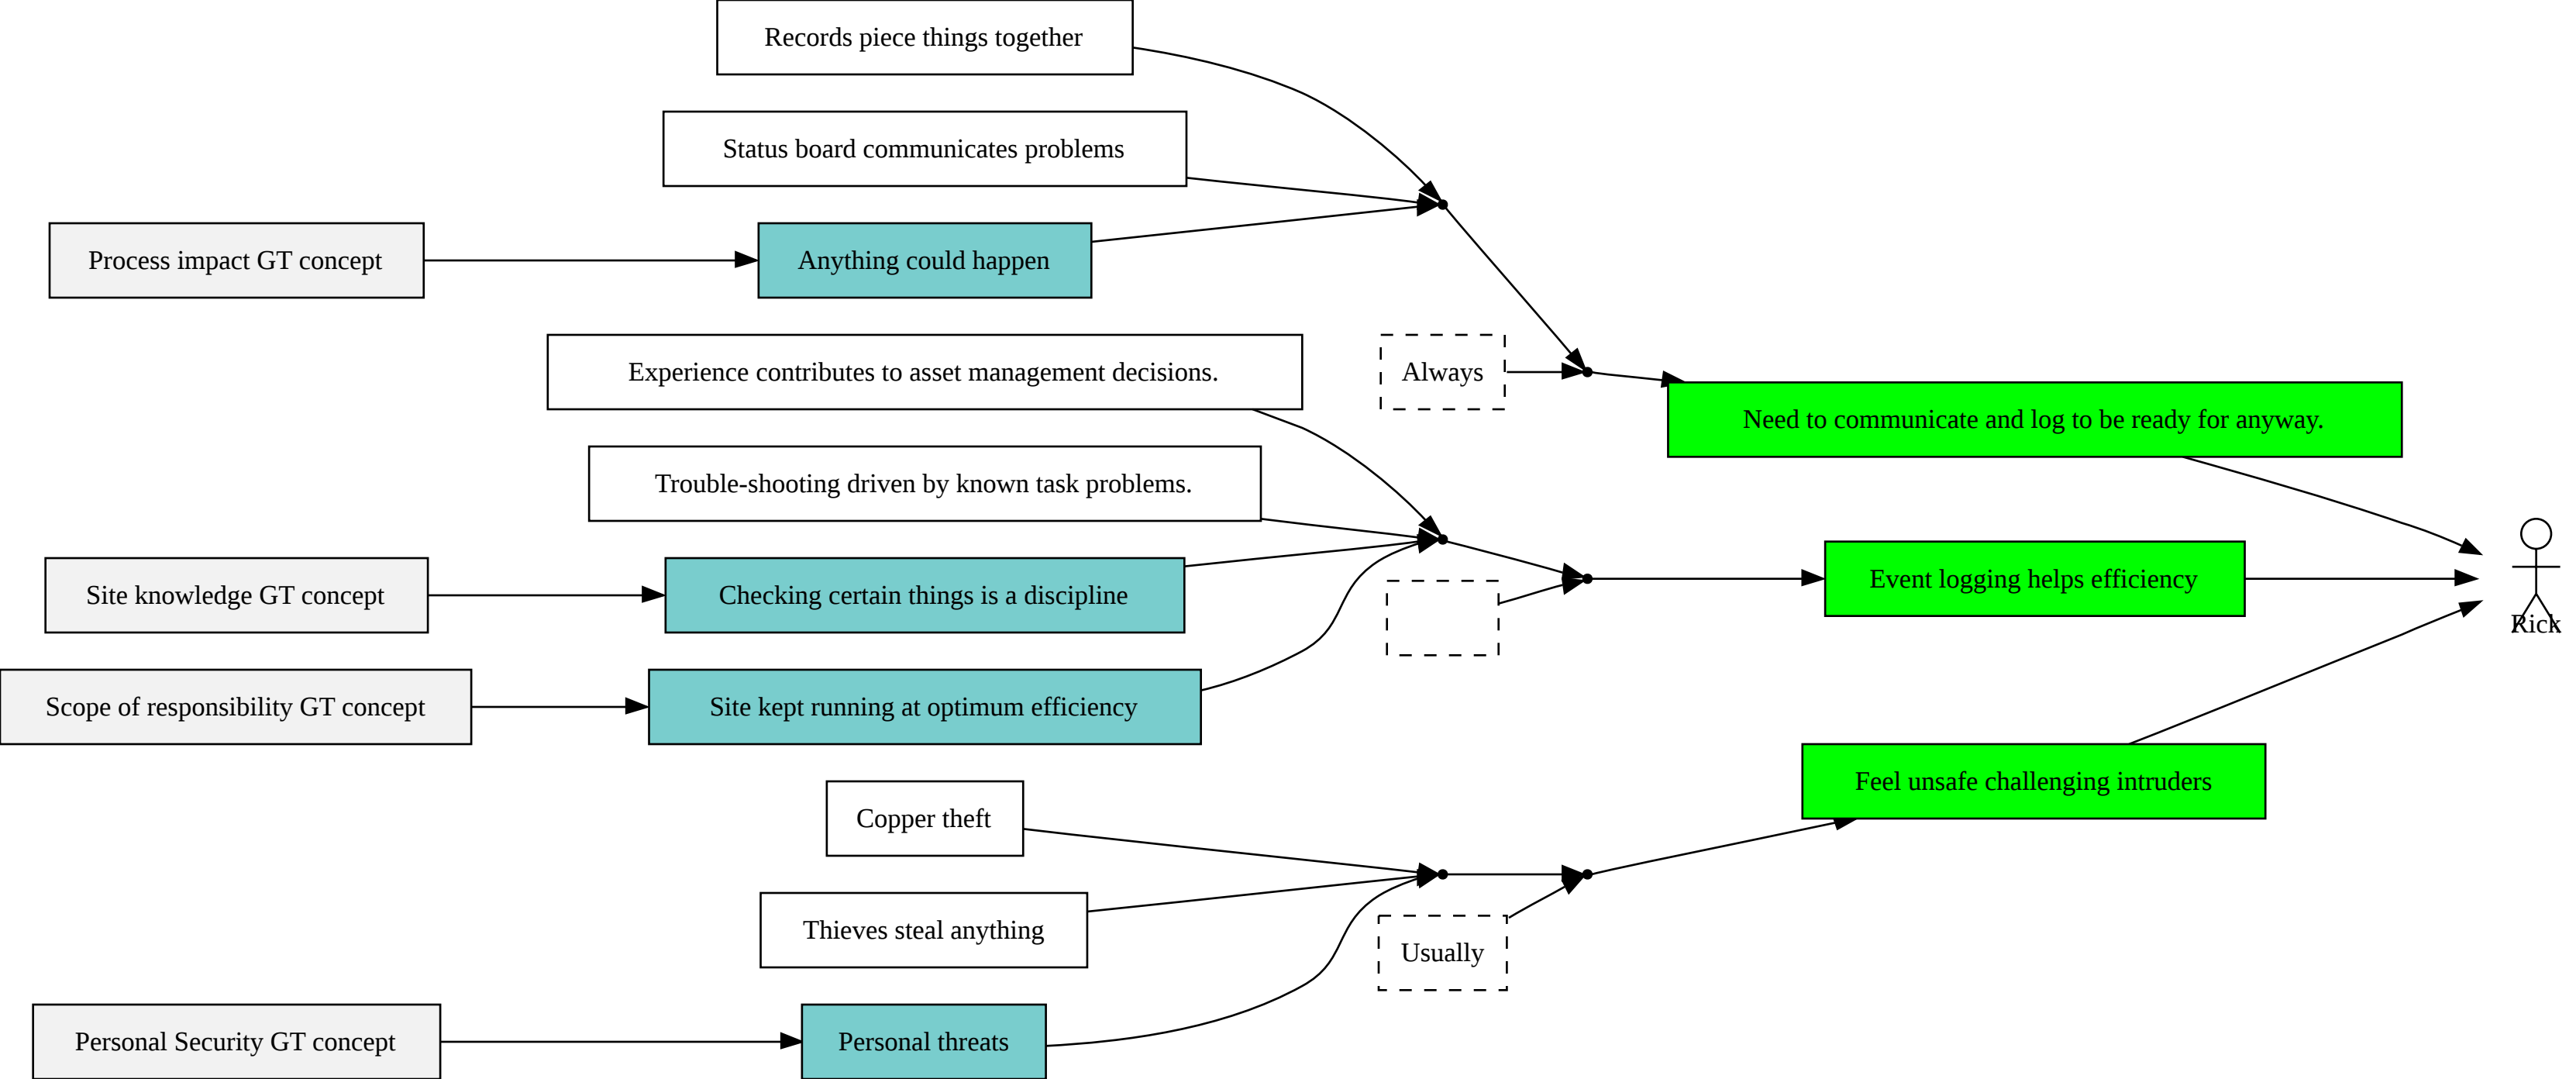 Records piece things together
Status board communicates problems
Process impact GT concept
Anything could happen
Experience contributes to asset management decisions.
Always
Need to communicate and log to be ready for anyway.
Trouble-shooting driven by known task problems.
Site knowledge GT concept
Checking certain things is a discipline
Event logging helps efficiency
Rick
Scope of responsibility GT concept
Site kept running at optimum efficiency
Feel unsafe challenging intruders
Copper theft
Thieves steal anything
Usually
Personal Security GT concept
Personal threats